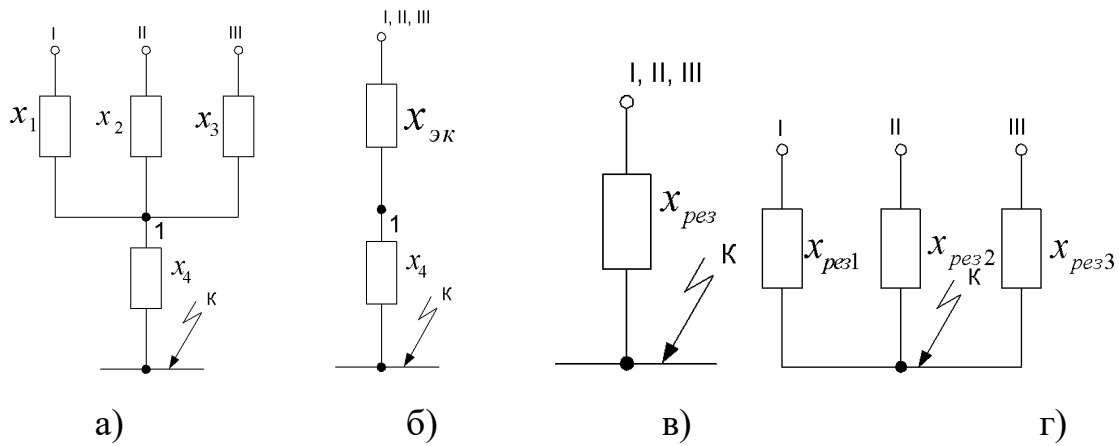 I II III
x₁ x₂ x₃
1
x₄
К
а)
I, II, III
xэк
1
x₄
К
б)
I, II, III
xрез
К
в)
I II III
xрез1 xрез2 xрез3
К
г)